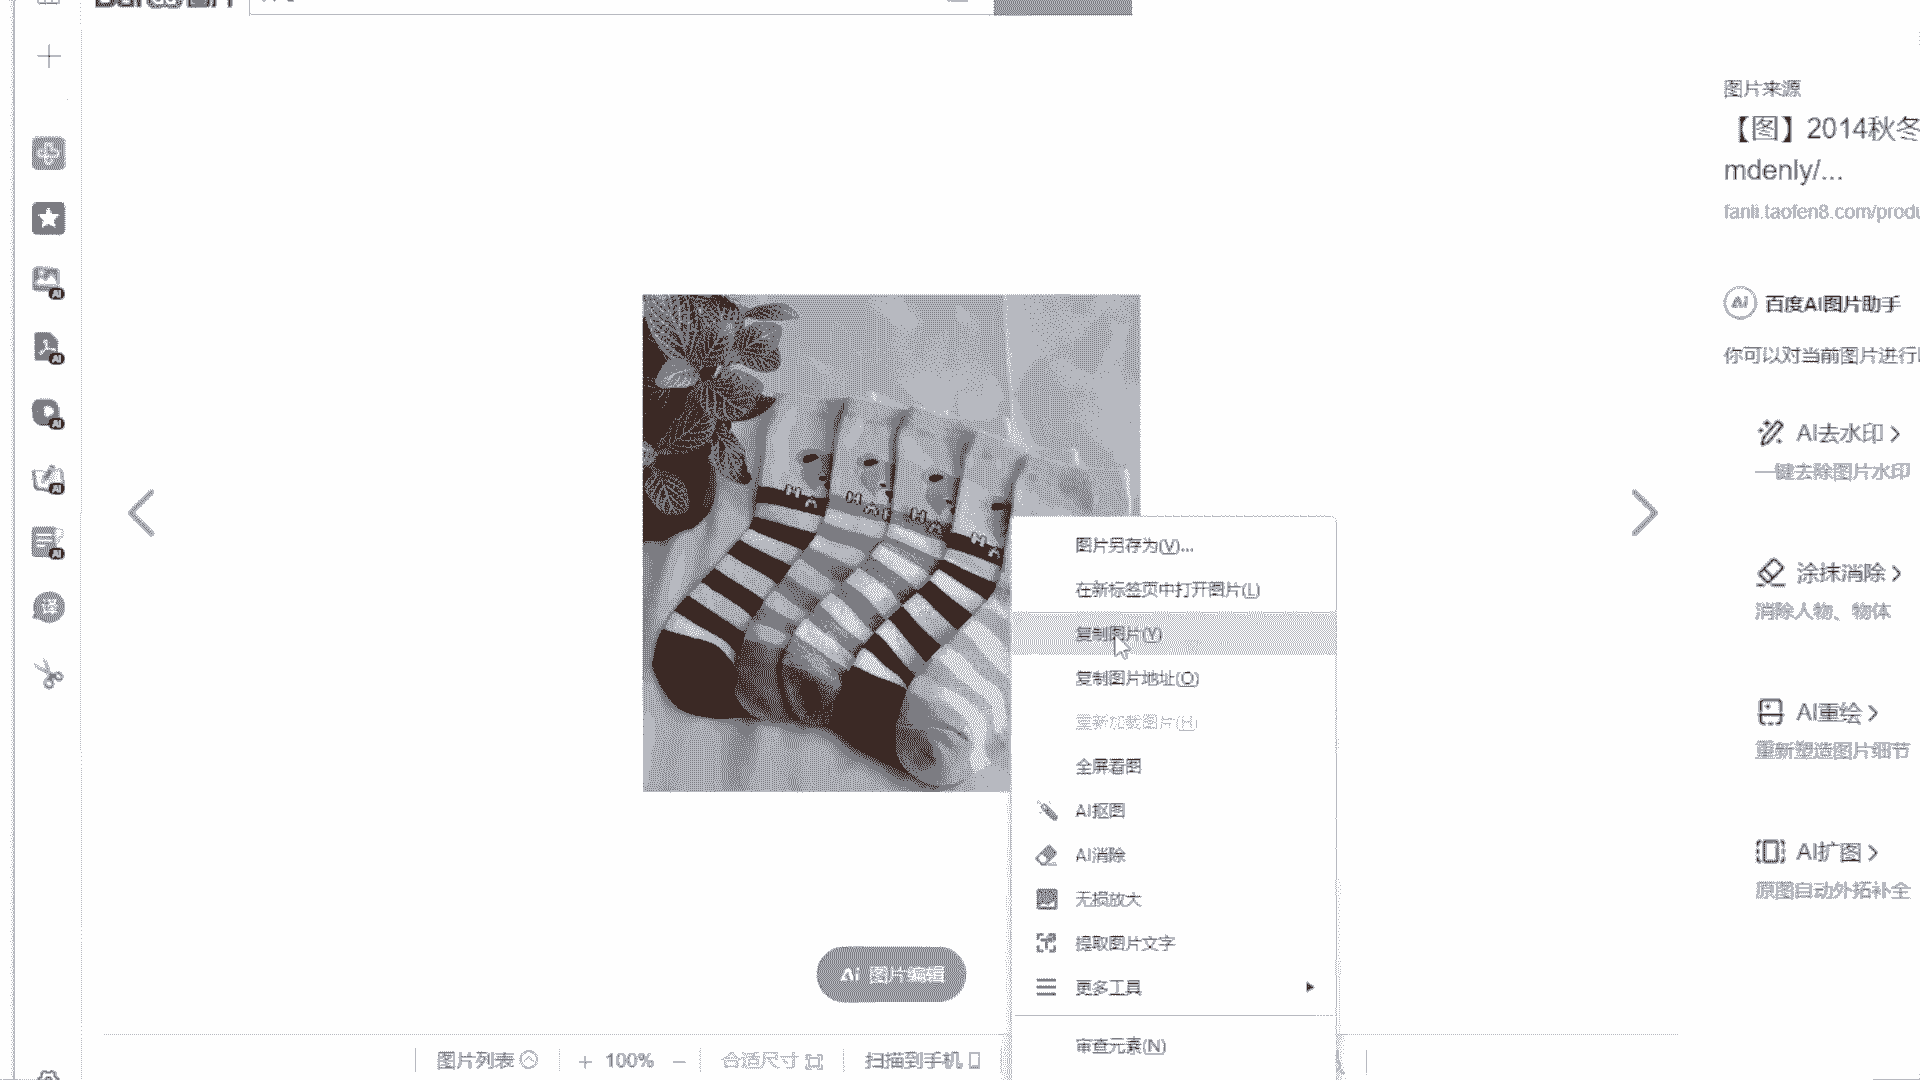 图片来源
【图】2014秋冬
mdenly/...
fanli.taofen8.com/produ
Ai 百度AI图片助手
你可以对当前图片进行
AI去水印
一键去除图片水印
涂抹消除
消除人物、物体
AI重绘
重新塑造图片细节
AI扩图
原图自动外拓补全
AI
AI
AI
AI
AI
译
图片另存为(V)...
在新标签页中打开图片(L)
复制图片(Y)
复制图片地址(O)
重新加载图片(H)
全屏看图
AI抠图
AI消除
无损放大
提取图片文字
更多工具
审查元素(N)
Ai 图片编辑
图片列表 + 100% − 合适尺寸 扫描到手机